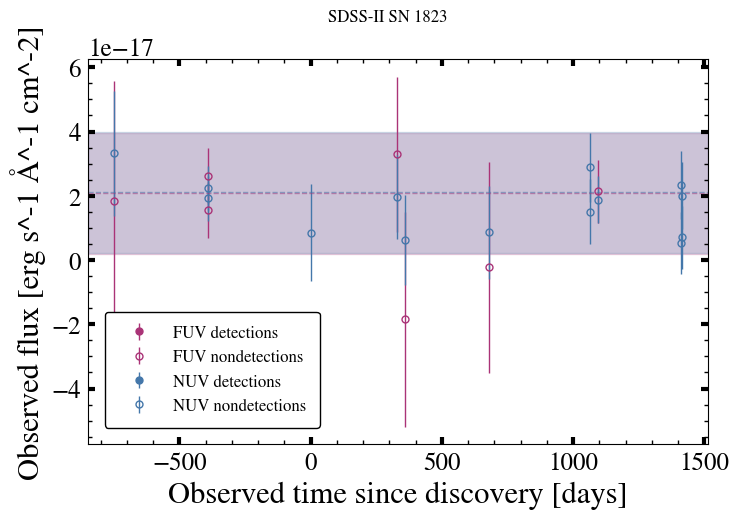 SDSS-II SN 1823
1e−17
6
4
2
0
−2
−4
Observed flux [erg s^-1 Å^-1 cm^-2]
FUV detections
FUV nondetections
NUV detections
NUV nondetections
−500 0 500 1000 1500
Observed time since discovery [days]